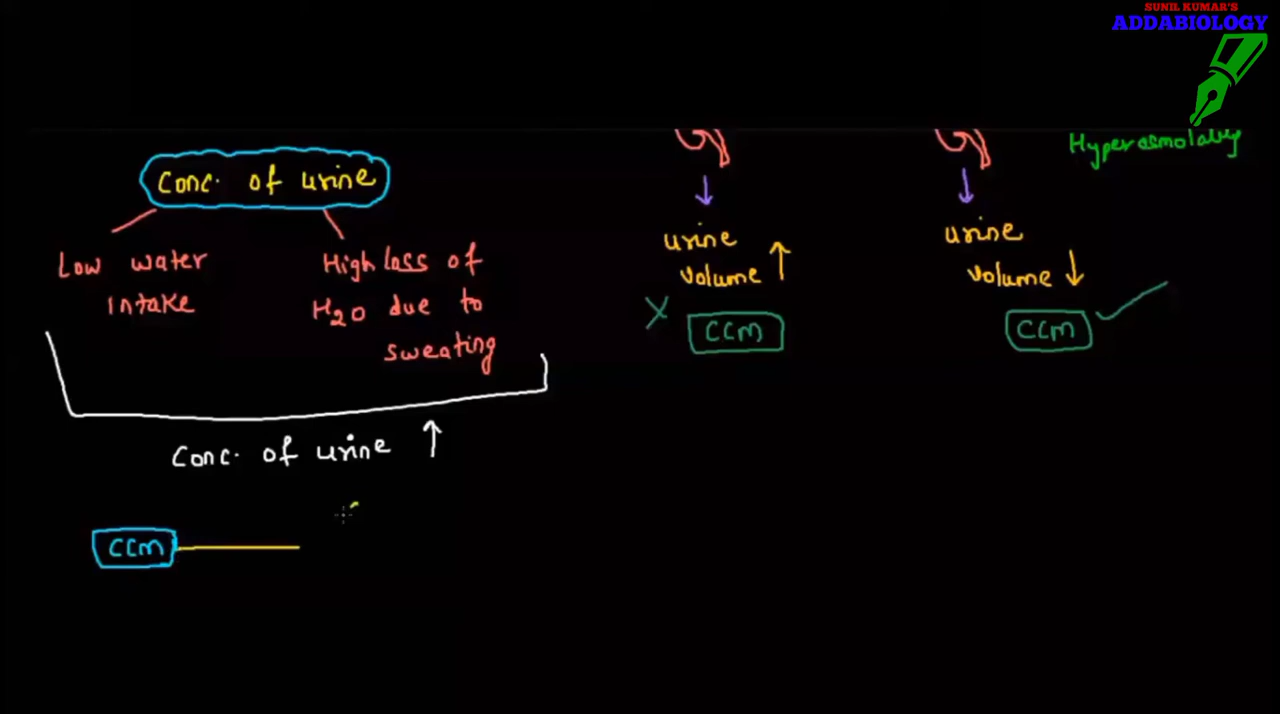 SUNIL KUMAR'S
ADDABIOLOGY
Conc. of urine
Low water
Intake
High loss of
H2O due to
sweating
Conc. of urine ↑
CCM
urine
volume ↑
X CCM
Hyperosmolality
urine
volume ↓
CCM ✓